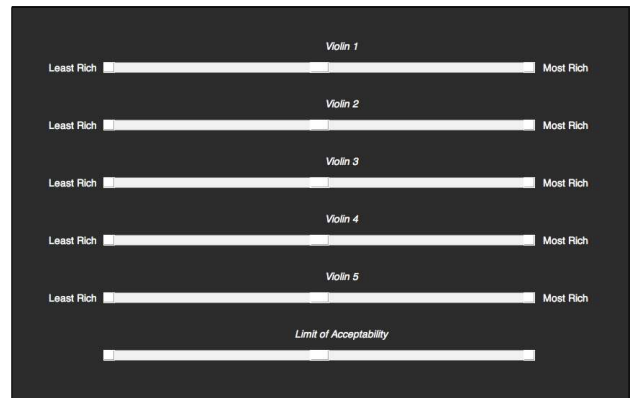 Violin 1
Least Rich Most Rich
Violin 2
Least Rich Most Rich
Violin 3
Least Rich Most Rich
Violin 4
Least Rich Most Rich
Violin 5
Least Rich Most Rich
Limit of Acceptability